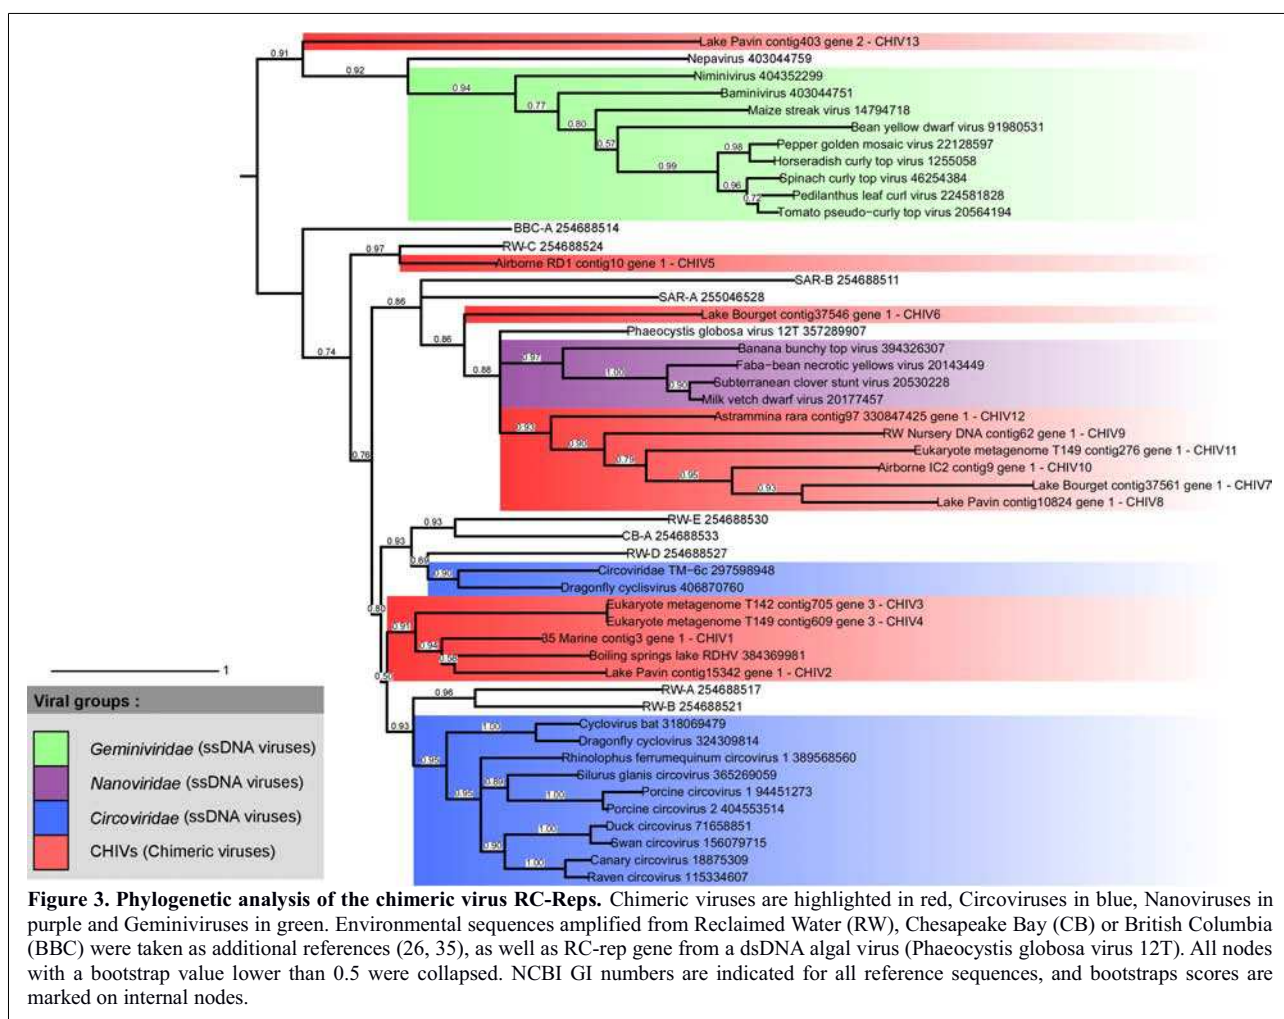 Lake Pavin contig403 gene 2 - CHIV13
0.91
Nepavirus 403044759
0.92
Niminivirus 404352299
0.94
Baminivirus 403044751
0.77
Maize streak virus 14794718
0.80
Bean yellow dwarf virus 91980531
0.57
Pepper golden mosaic virus 22128597
0.98
Horseradish curly top virus 1255058
0.99
Spinach curly top virus 46254384
0.96
Pedilanthus leaf curl virus 224581828
0.72
Tomato pseudo-curly top virus 20564194
BBC-A 254688514
RW-C 254688524
0.97
Airborne RD1 contig10 gene 1 - CHIV5
SAR-B 254688511
0.86
SAR-A 255046528
Lake Bourget contig37546 gene 1 - CHIV6
Phaeocystis globosa virus 12T 357289907
0.86
Banana bunchy top virus 394326307
0.74
0.97
Faba-bean necrotic yellows virus 20143449
0.88
1.00
Subterranean clover stunt virus 20530228
0.90
Milk vetch dwarf virus 20177457
Astrammina rara contig97 330847425 gene 1 - CHIV12
0.93
RW Nursery DNA contig62 gene 1 - CHIV9
0.90
Eukaryote metagenome T149 contig276 gene 1 - CHIV11
0.76
0.79
Airborne IC2 contig9 gene 1 - CHIV10
0.95
Lake Bourget contig37561 gene 1 - CHIV7
0.93
Lake Pavin contig10824 gene 1 - CHIV8
RW-E 254688530
0.93
CB-A 254688533
0.93
RW-D 254688527
0.69
Circoviridae TM-6c 297598948
0.90
Dragonfly cyclisvirus 406870760
Eukaryote metagenome T142 contig705 gene 3 - CHIV3
0.80
Eukaryote metagenome T149 contig609 gene 3 - CHIV4
0.91
35 Marine contig3 gene 1 - CHIV1
0.94
Boiling springs lake RDHV 384369981
Lake Pavin contig15342 gene 1 - CHIV2
1
RW-A 254688517
0.96
RW-B 254688521
0.93
Cyclovirus bat 318069479
1.00
Dragonfly cyclovirus 324309814
Rhinolophus ferrumequinum circovirus 1 389568560
0.95
Silurus glanis circovirus 365269059
0.89
Porcine circovirus 1 94451273
0.95
1.00
Porcine circovirus 2 404553514
Duck circovirus 71658851
1.00
Swan circovirus 156079715
0.90
Canary circovirus 18875309
1.00
Raven circovirus 115334607
Viral groups :
Geminiviridae (ssDNA viruses)
Nanoviridae (ssDNA viruses)
Circoviridae (ssDNA viruses)
CHIVs (Chimeric viruses)
Figure 3. Phylogenetic analysis of the chimeric virus RC-Reps. Chimeric viruses are highlighted in red, Circoviruses in blue, Nanoviruses in
purple and Geminiviruses in green. Environmental sequences amplified from Reclaimed Water (RW), Chesapeake Bay (CB) or British Columbia
(BBC) were taken as additional references (26, 35), as well as RC-rep gene from a dsDNA algal virus (Phaeocystis globosa virus 12T). All nodes
with a bootstrap value lower than 0.5 were collapsed. NCBI GI numbers are indicated for all reference sequences, and bootstraps scores are
marked on internal nodes.